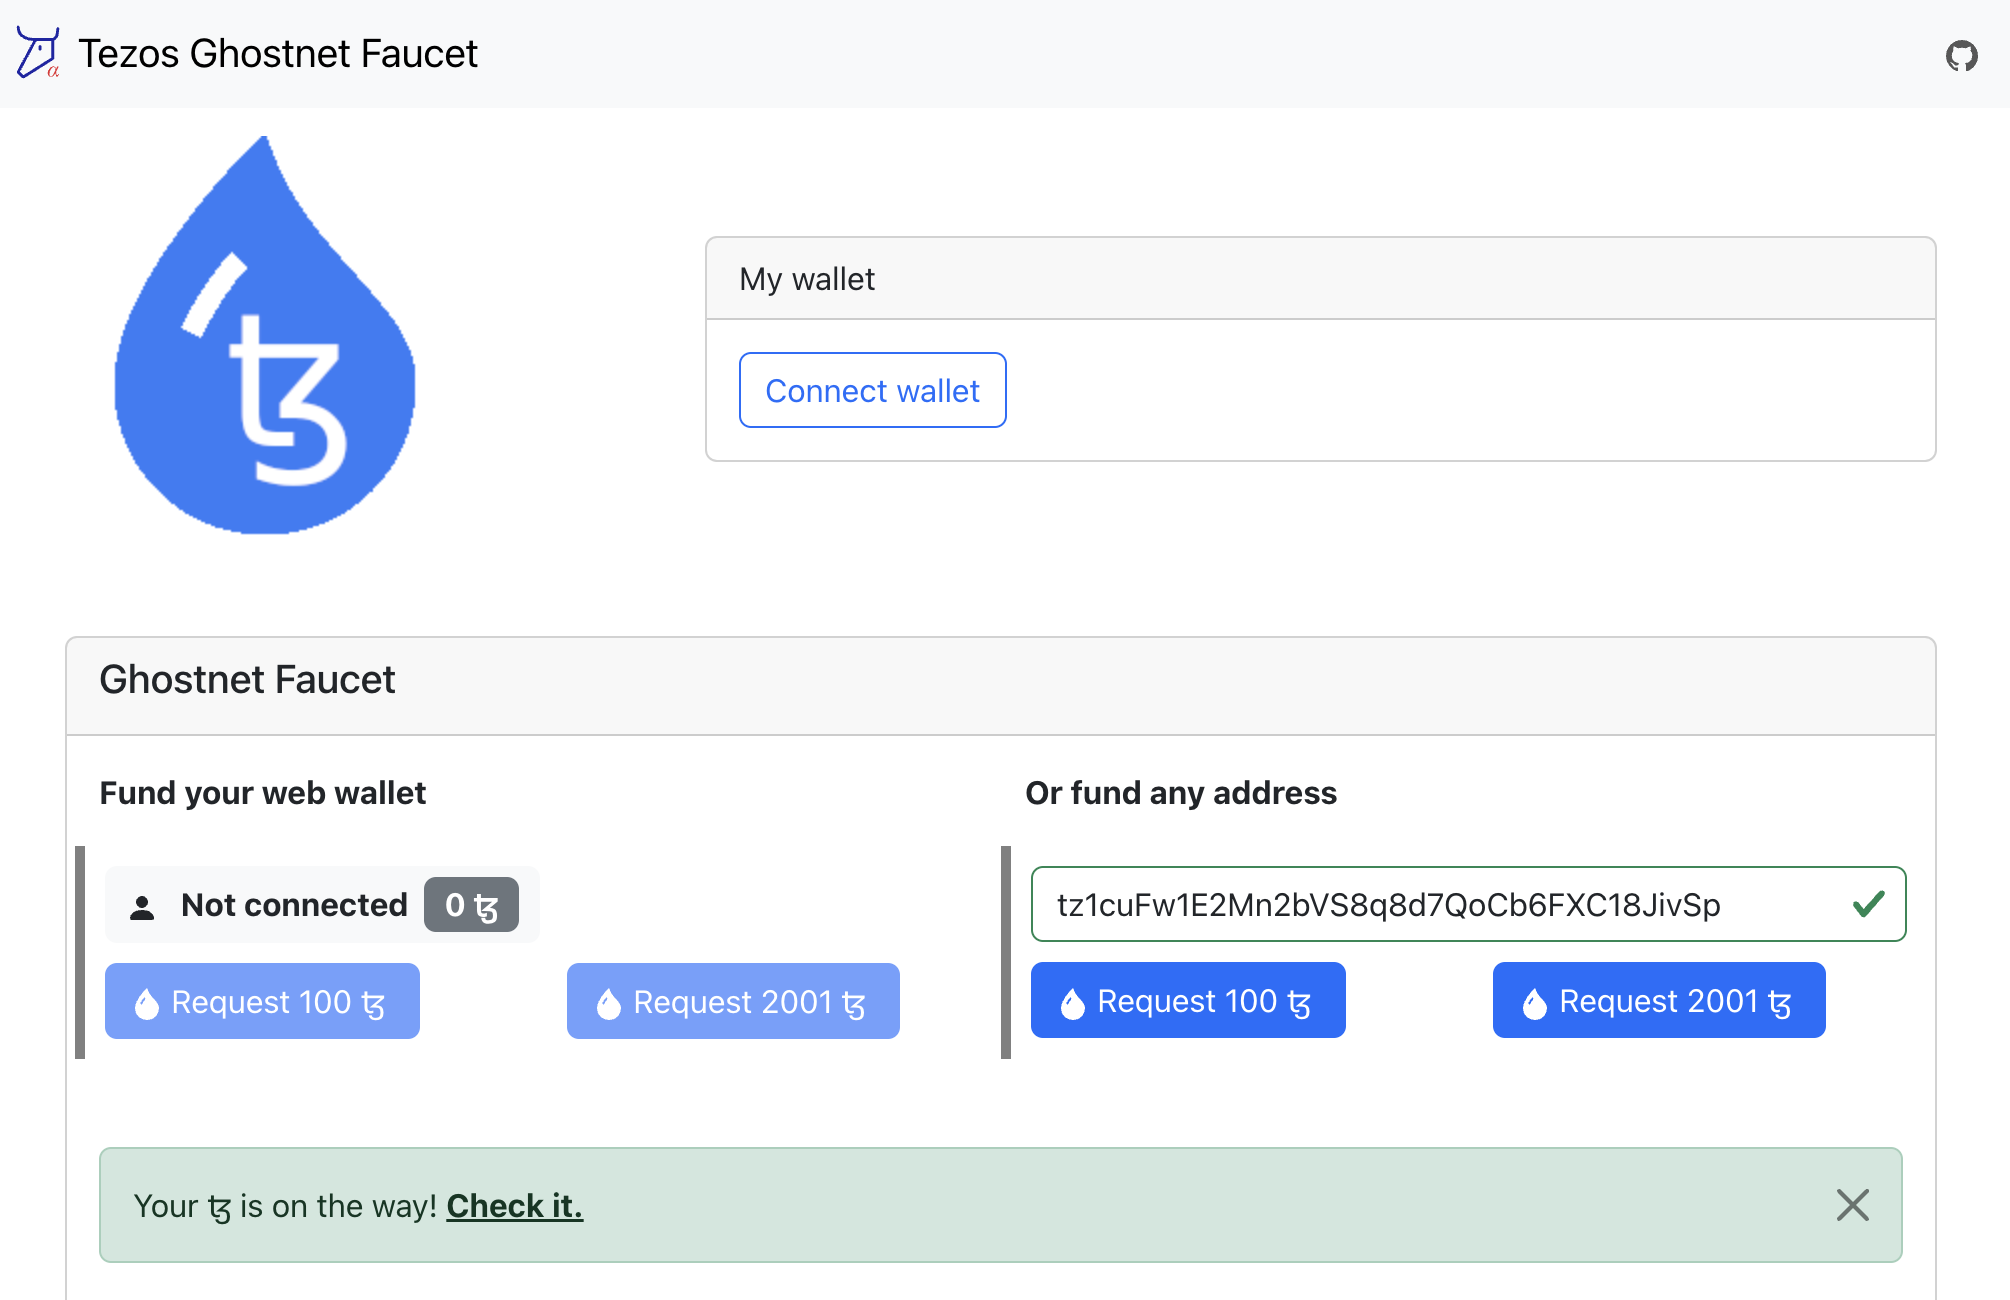 Tezos Ghostnet Faucet
ꜩ
My wallet
Connect wallet
Ghostnet Faucet
Fund your web wallet
Not connected 0 ꜩ
Request 100 ꜩ
Request 2001 ꜩ
Or fund any address
tz1cuFw1E2Mn2bVS8q8d7QoCb6FXC18JivSp
Request 100 ꜩ
Request 2001 ꜩ
Your ꜩ is on the way! Check it.